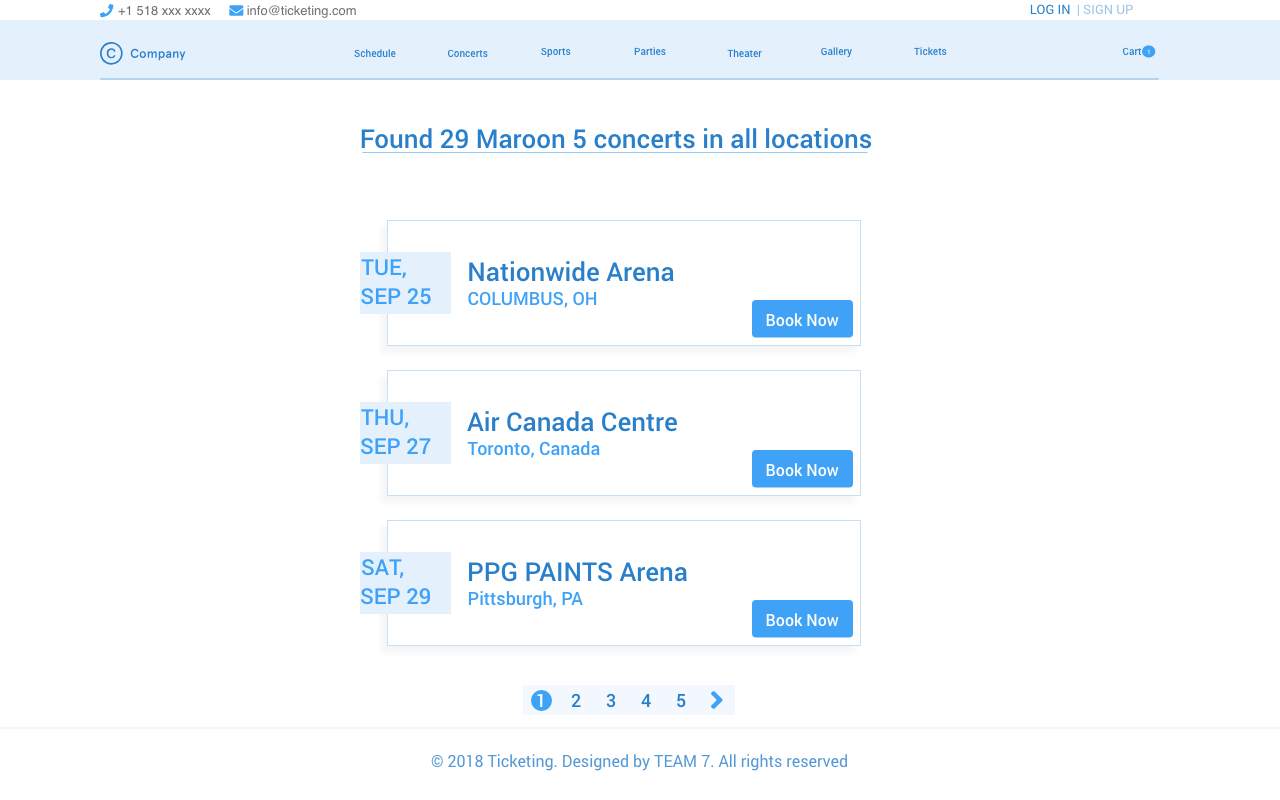 +1 518 xxx xxxx info@ticketing.com LOG IN | SIGN UP
C Company Schedule Concerts Sports Parties Theater Gallery Tickets Cart 1
Found 29 Maroon 5 concerts in all locations
TUE,
SEP 25
Nationwide Arena
COLUMBUS, OH
Book Now
THU,
SEP 27
Air Canada Centre
Toronto, Canada
Book Now
SAT,
SEP 29
PPG PAINTS Arena
Pittsburgh, PA
Book Now
1 2 3 4 5
© 2018 Ticketing. Designed by TEAM 7. All rights reserved